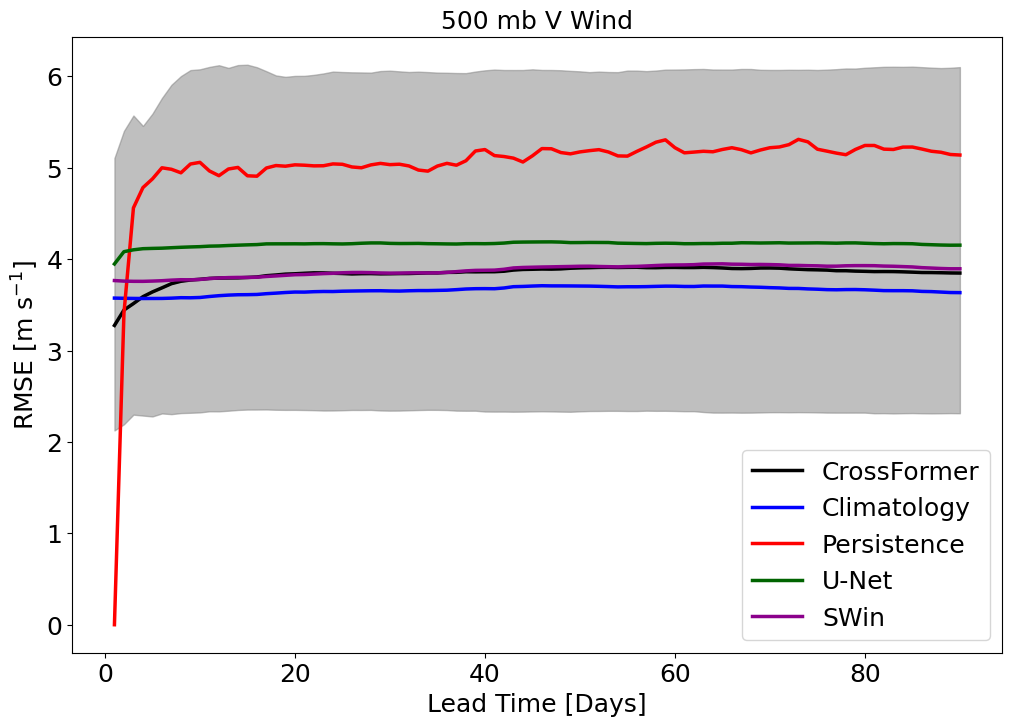 500 mb V Wind
RMSE [m s⁻¹]
6
5
4
3
2
1
0
0 20 40 60 80
Lead Time [Days]
CrossFormer
Climatology
Persistence
U-Net
SWin